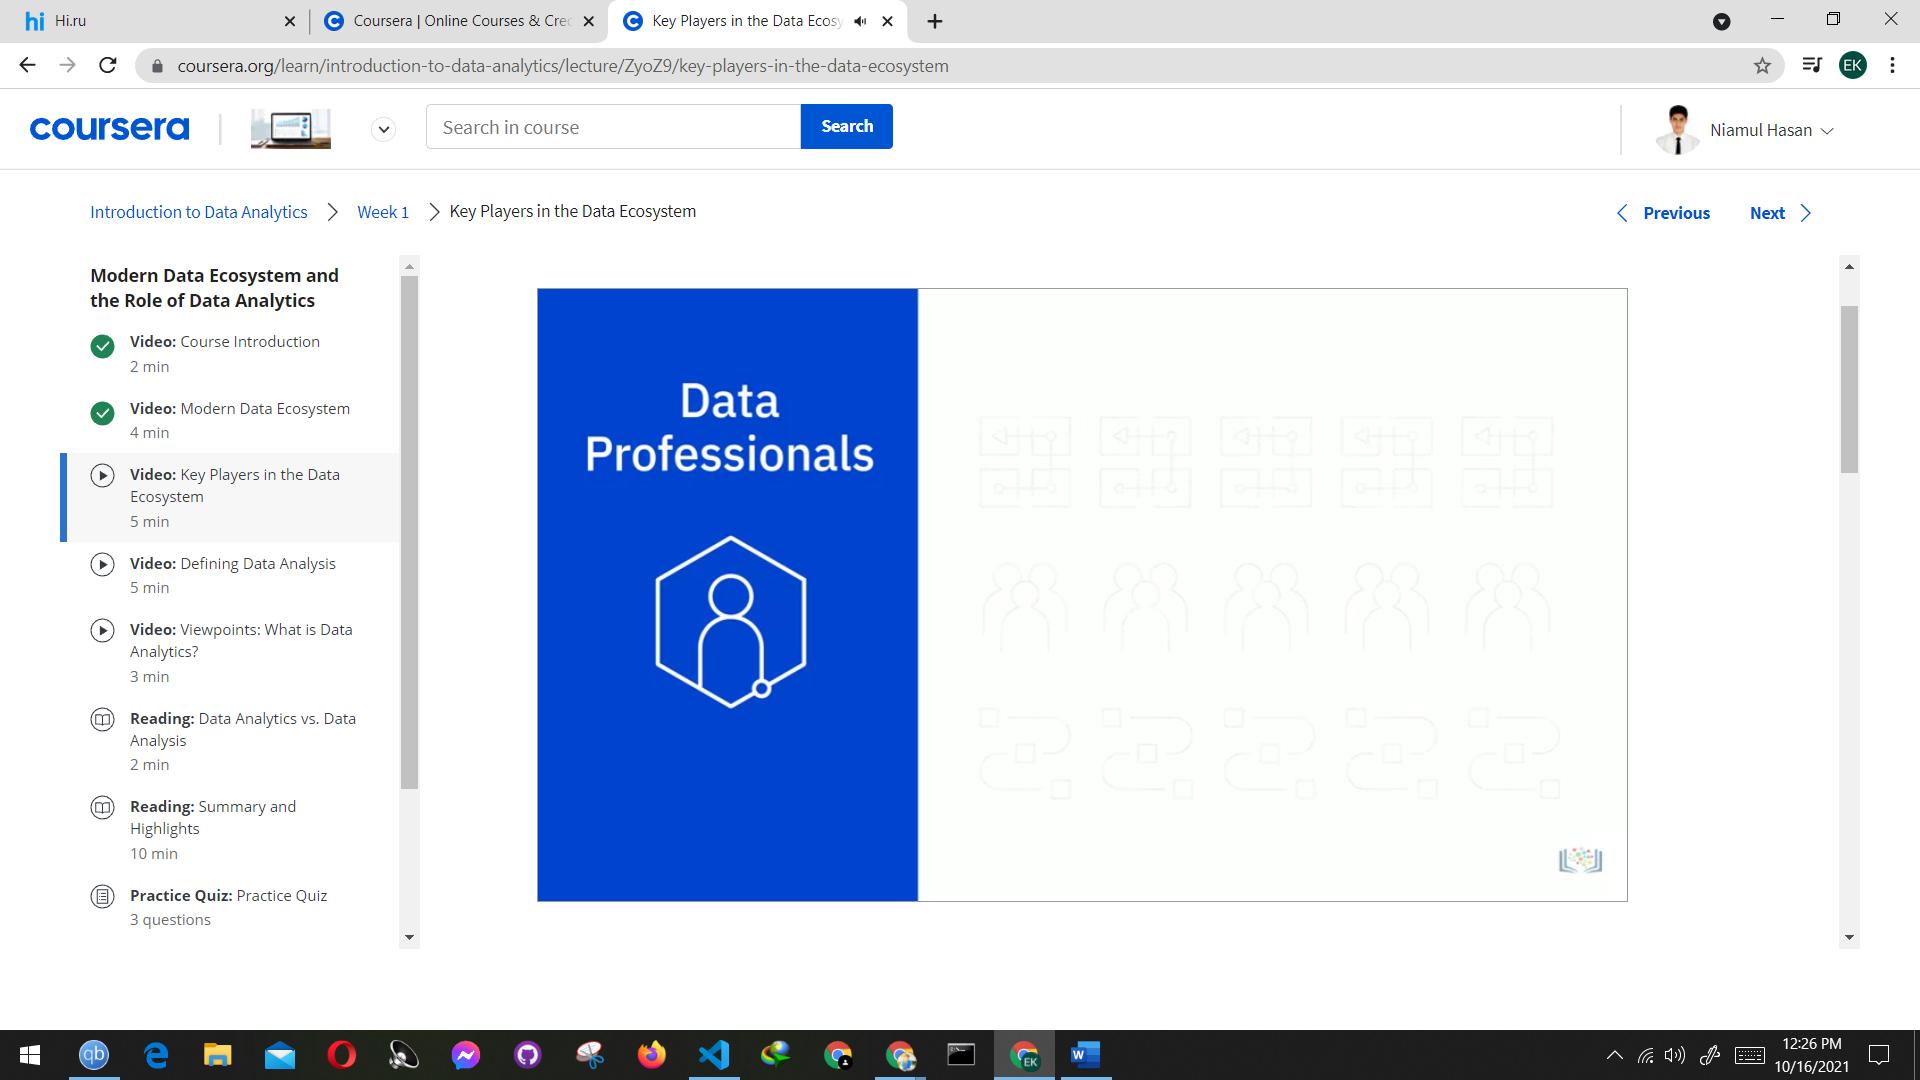 hi Hi.ru
Coursera | Online Courses & Cre
Key Players in the Data Ecosy
coursera.org/learn/introduction-to-data-analytics/lecture/ZyoZ9/key-players-in-the-data-ecosystem
EK
coursera
Search in course
Search
Niamul Hasan
Introduction to Data Analytics
Week 1
Key Players in the Data Ecosystem
Previous
Next
Modern Data Ecosystem and
the Role of Data Analytics
Video: Course Introduction
2 min
Video: Modern Data Ecosystem
4 min
Video: Key Players in the Data
Ecosystem
5 min
Video: Defining Data Analysis
5 min
Video: Viewpoints: What is Data
Analytics?
3 min
Reading: Data Analytics vs. Data
Analysis
2 min
Reading: Summary and
Highlights
10 min
Practice Quiz: Practice Quiz
3 questions
Data
Professionals
qb
EK
W
12:26 PM
10/16/2021